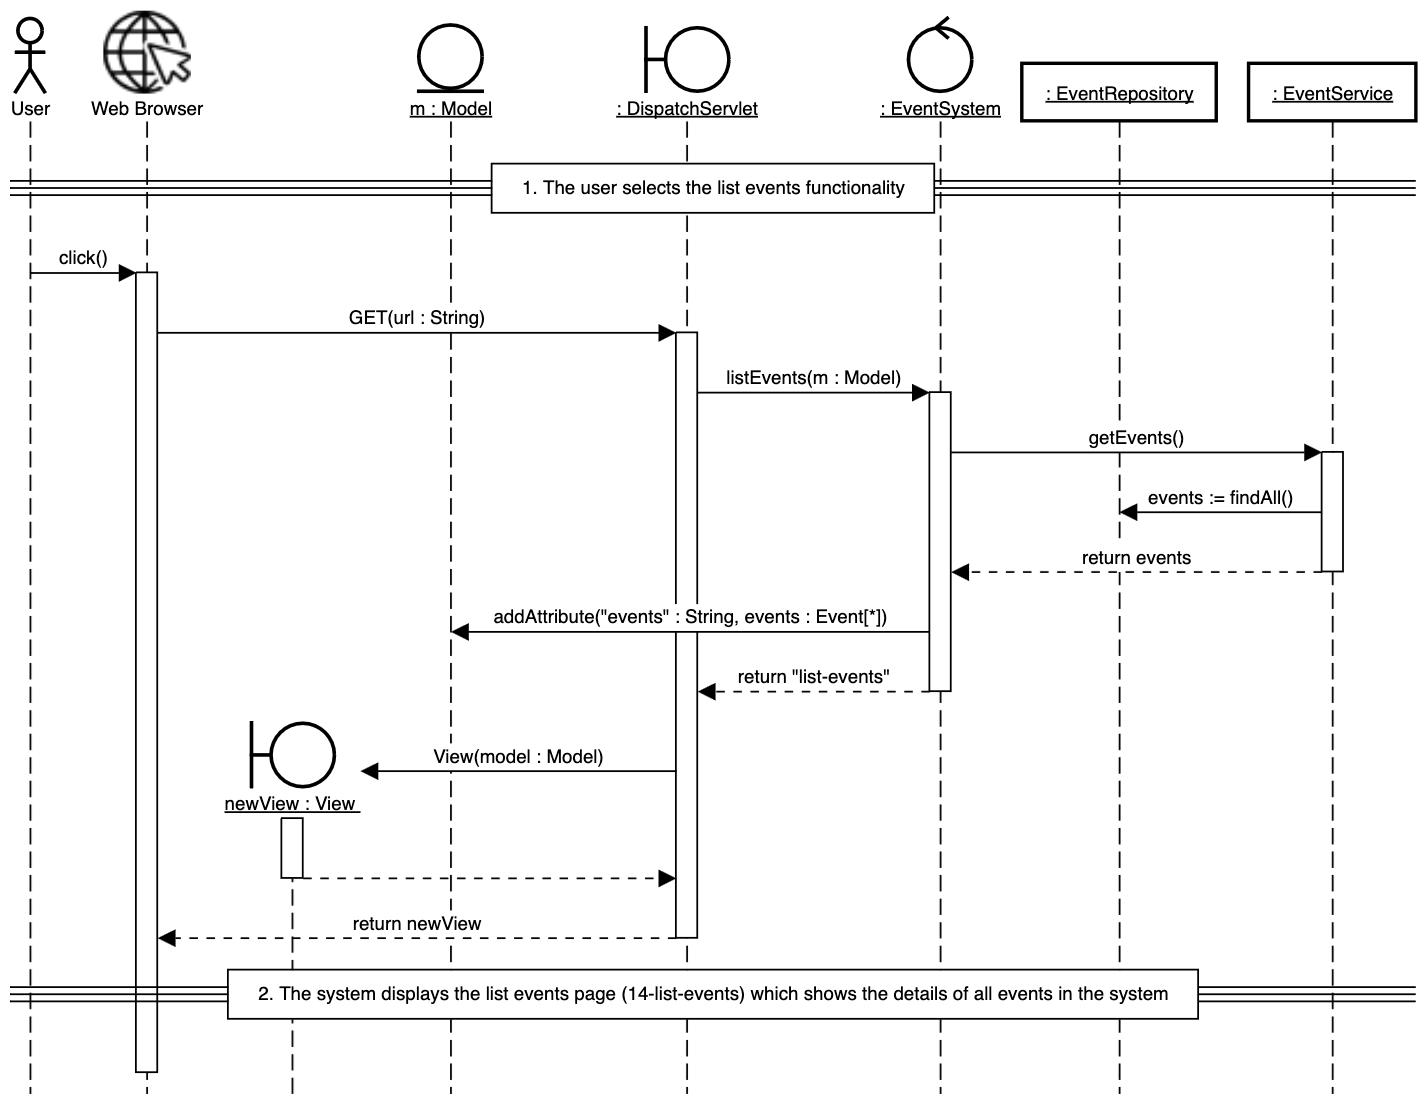 User
Web Browser
m : Model
: DispatchServlet
: EventSystem
: EventRepository
: EventService
1. The user selects the list events functionality
click()
GET(url : String)
listEvents(m : Model)
getEvents()
events := findAll()
return events
addAttribute("events" : String, events : Event[*])
return "list-events"
View(model : Model)
newView : View
return newView
2. The system displays the list events page (14-list-events) which shows the details of all events in the system